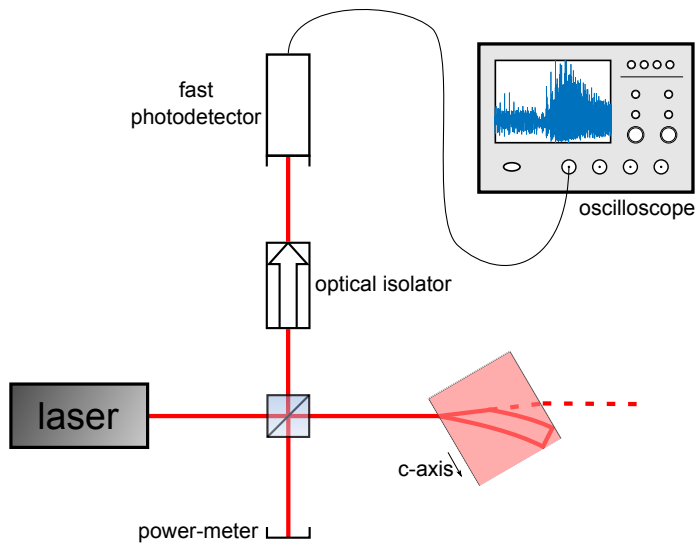 fast
photodetector
oscilloscope
optical isolator
laser
c-axis
power-meter